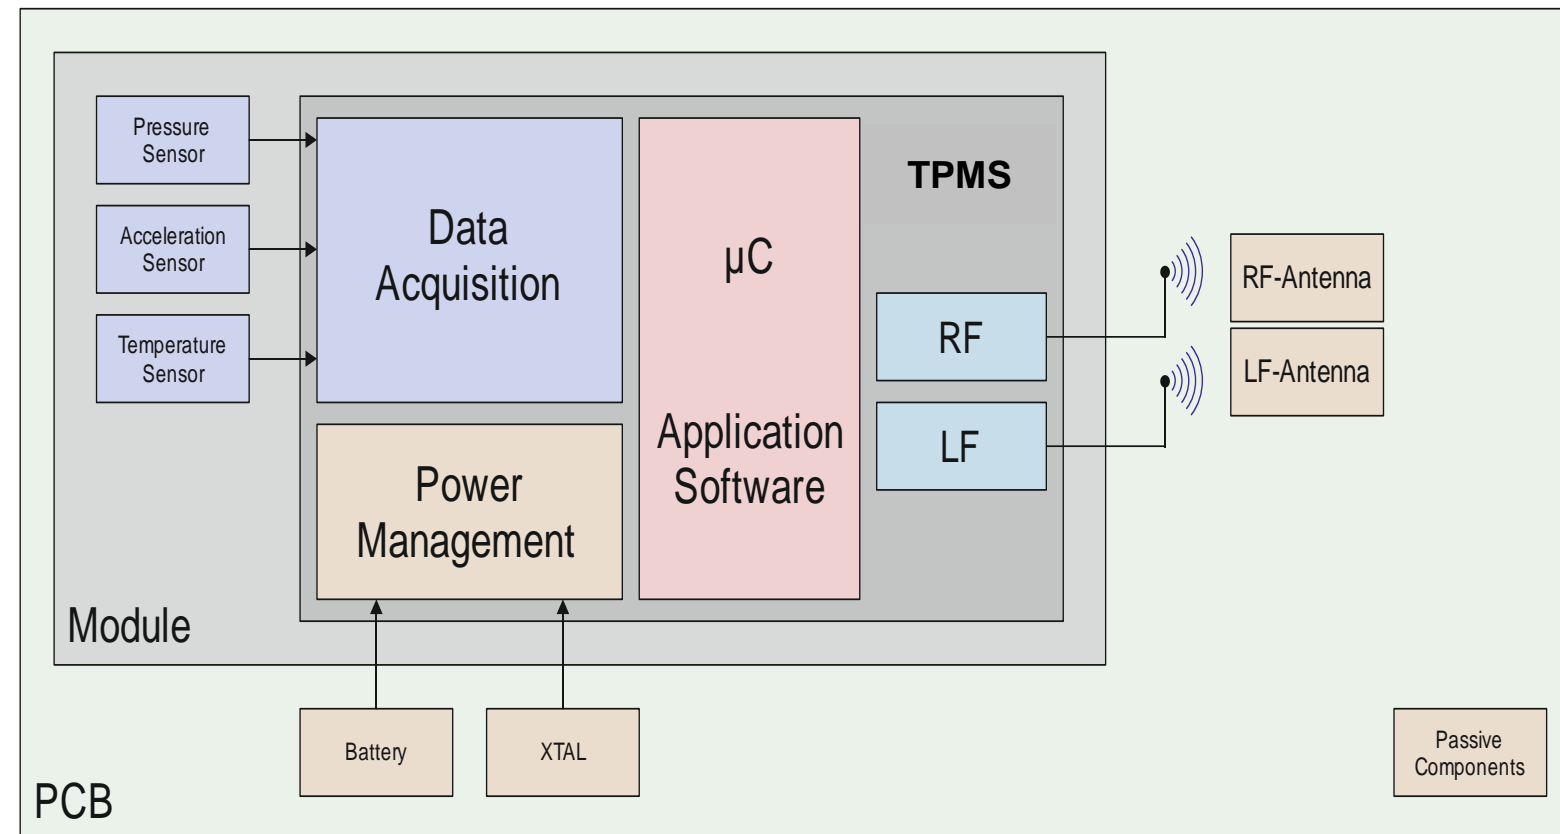 Pressure
Sensor
Acceleration
Sensor
Temperature
Sensor
Data
Acquisition
Power
Management
µC
Application
Software
TPMS
RF
LF
RF-Antenna
LF-Antenna
Module
Battery
XTAL
Passive
Components
PCB